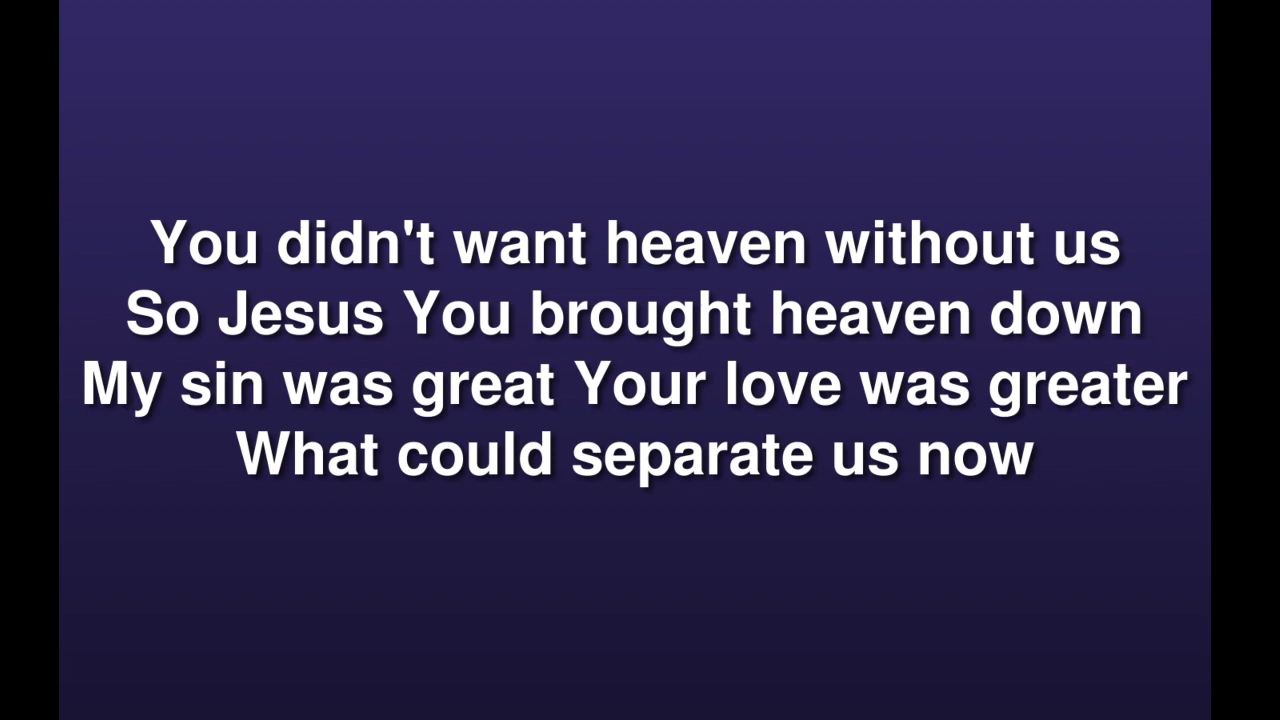 You didn't want heaven without us
So Jesus You brought heaven down
My sin was great Your love was greater
What could separate us now